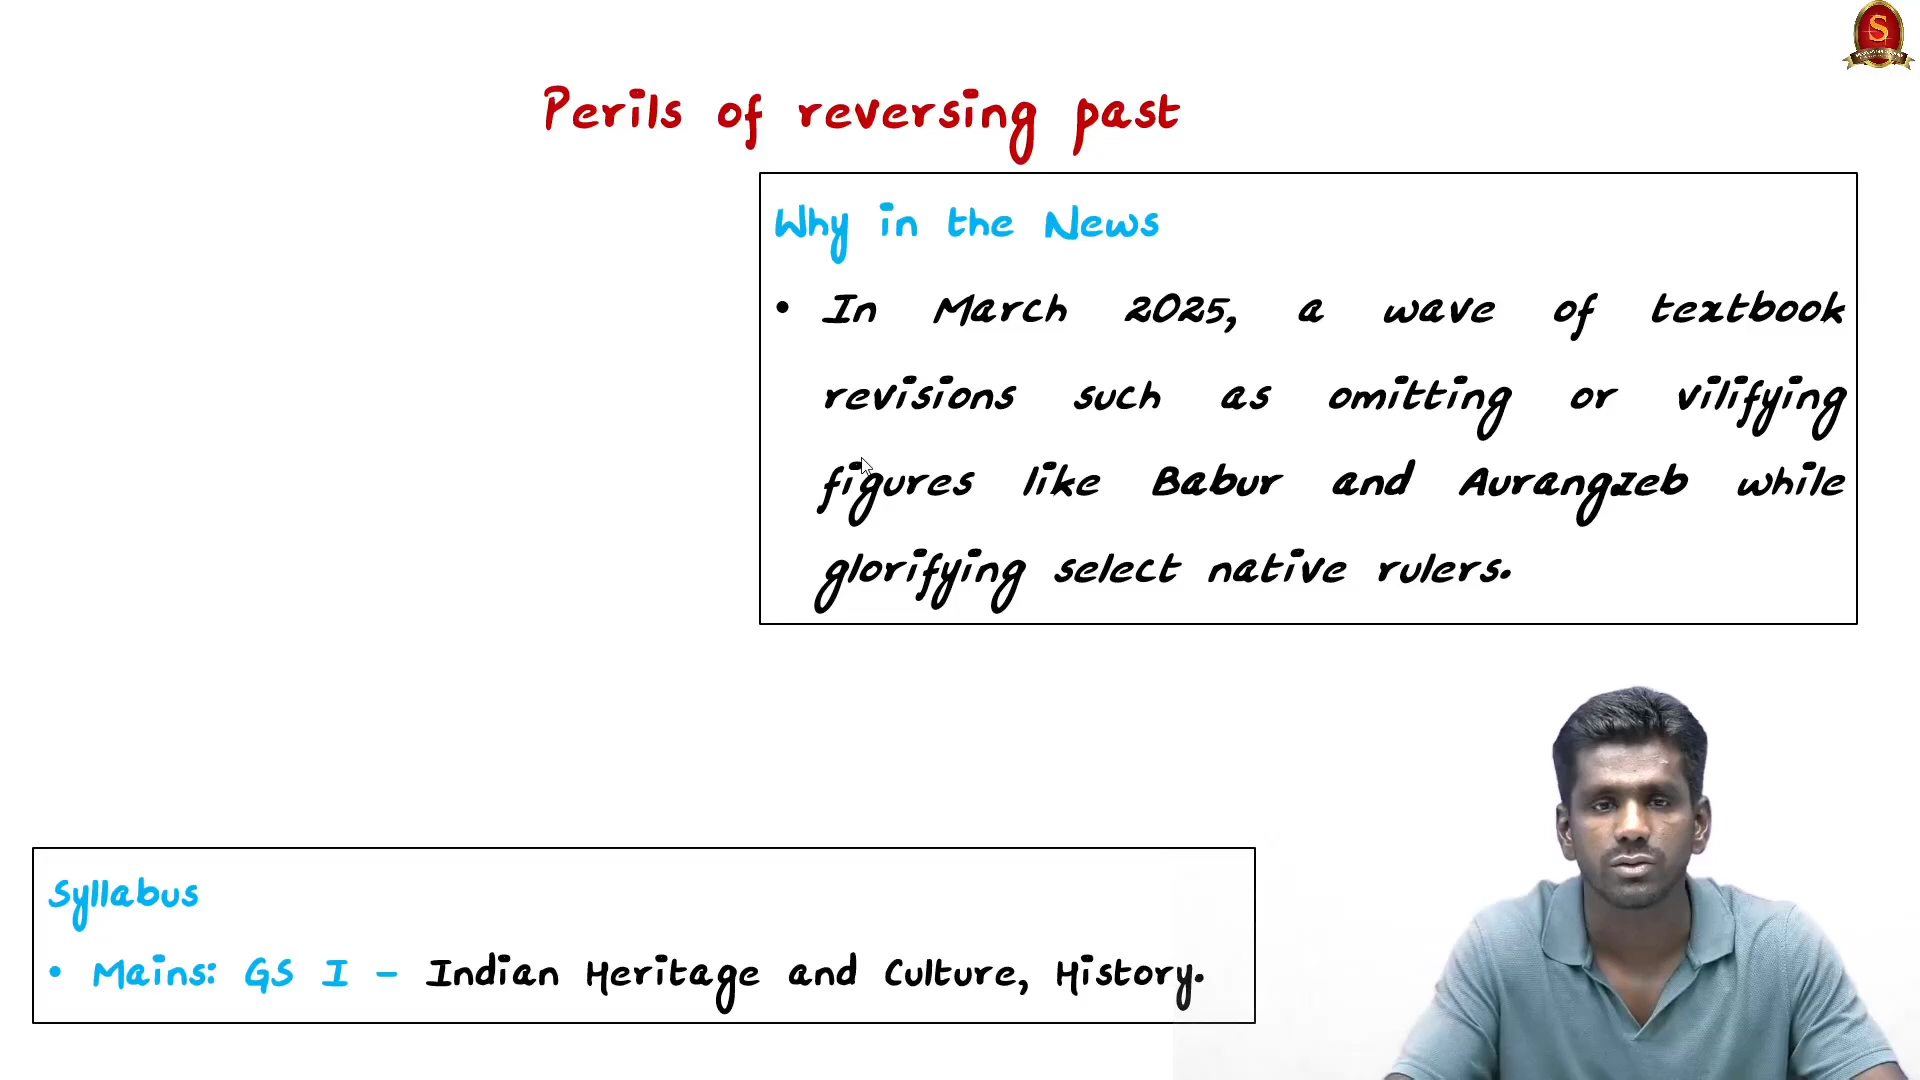 S
Perils of reversing past
Why in the News
• In March 2025, a wave of textbook
revisions such as omitting or vilifying
figures like Babur and Aurangzeb while
glorifying select native rulers.
Syllabus
• Mains: GS I - Indian Heritage and Culture, History.